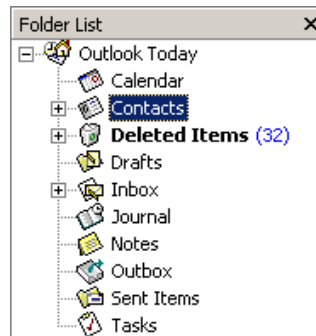 Folder List
Outlook Today
Calendar
Contacts
Deleted Items (32)
Drafts
Inbox
Journal
Notes
Outbox
Sent Items
Tasks